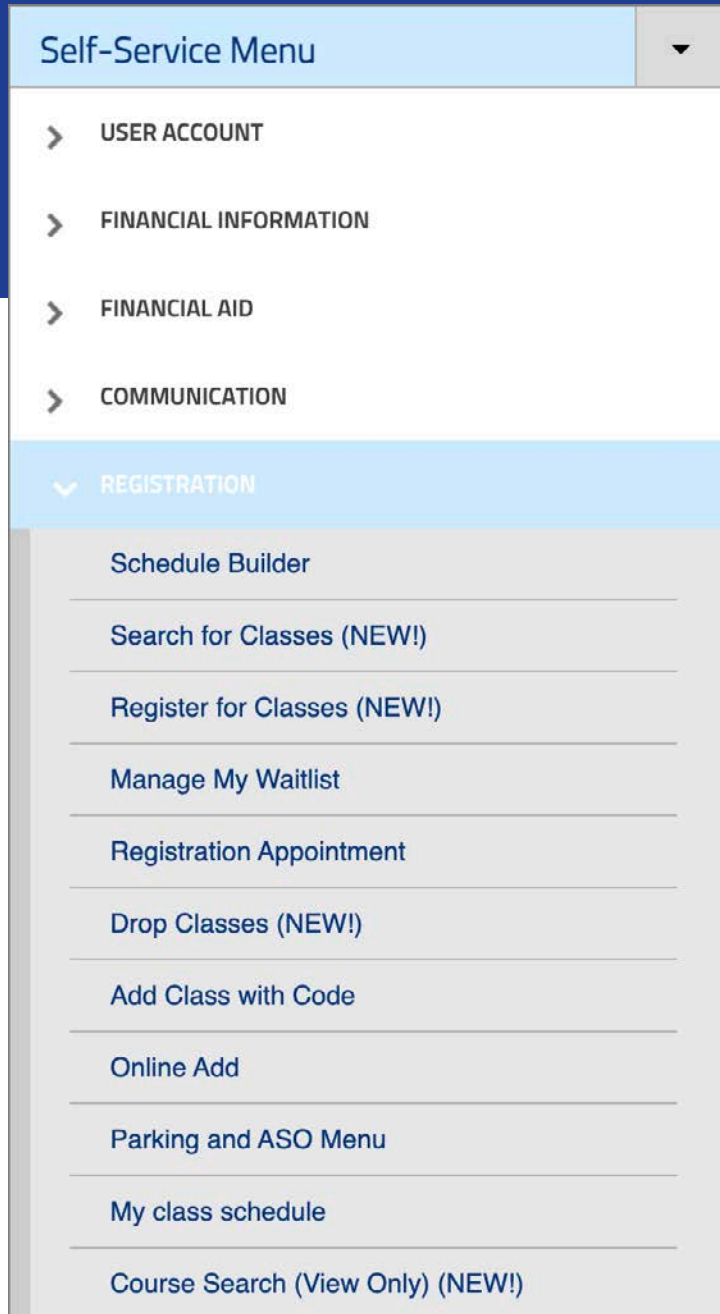 Self-Service Menu
USER ACCOUNT
FINANCIAL INFORMATION
FINANCIAL AID
COMMUNICATION
REGISTRATION
Schedule Builder
Search for Classes (NEW!)
Register for Classes (NEW!)
Manage My Waitlist
Registration Appointment
Drop Classes (NEW!)
Add Class with Code
Online Add
Parking and ASO Menu
My class schedule
Course Search (View Only) (NEW!)